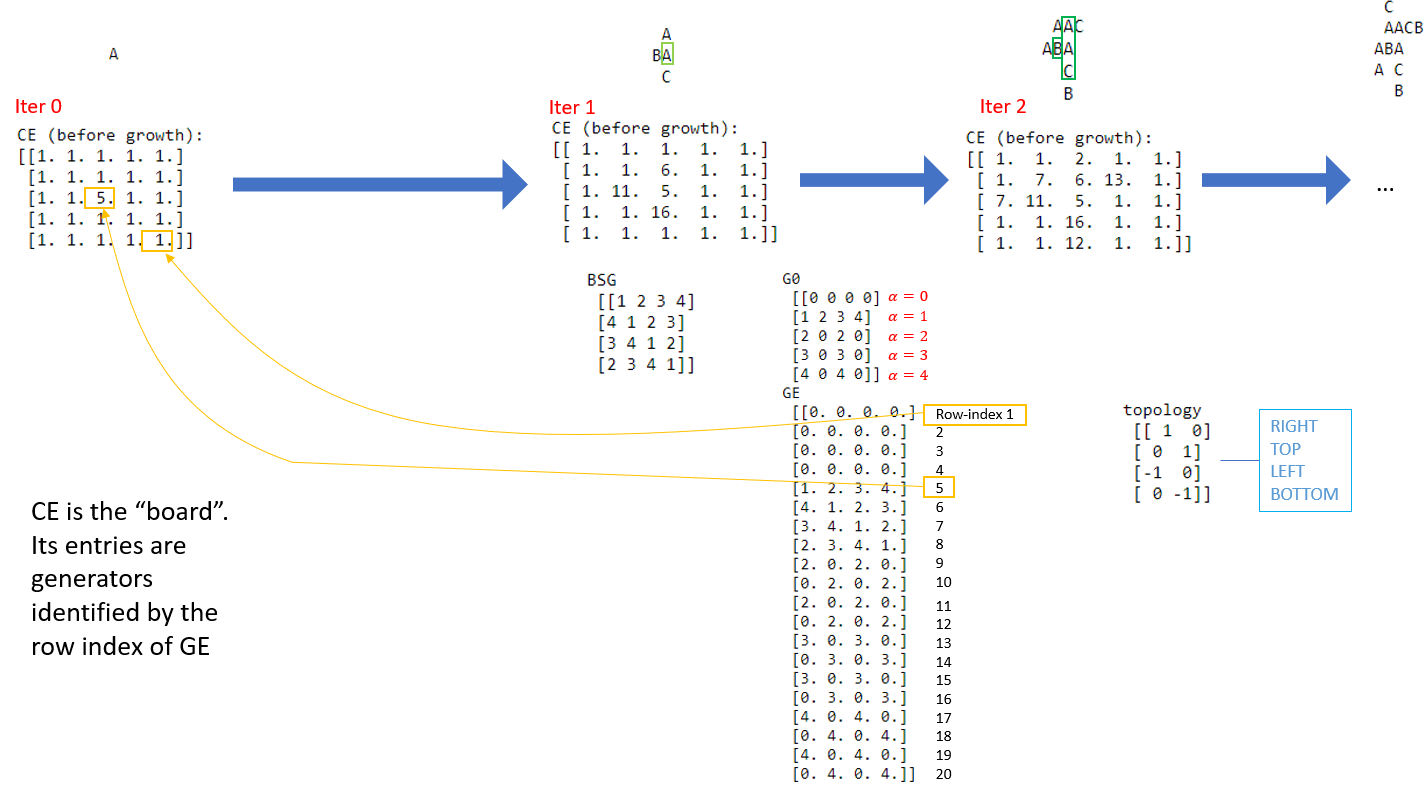 A
A
BA
C
AAC
ABA
C
B
C
AACB
ABA
A C
B
Iter 0
CE (before growth):
[[1. 1. 1. 1. 1.]
[1. 1. 1. 1. 1.]
[1. 1. 5. 1. 1.]
[1. 1. 1. 1. 1.]
[1. 1. 1. 1. 1.]]
Iter 1
CE (before growth):
[[ 1. 1. 1. 1. 1.]
[ 1. 1. 6. 1. 1.]
[ 1. 11. 5. 1. 1.]
[ 1. 1. 16. 1. 1.]
[ 1. 1. 1. 1. 1.]]
Iter 2
CE (before growth):
[[ 1. 1. 2. 1. 1.]
[ 1. 7. 6. 13. 1.]
[ 7. 11. 5. 1. 1.]
[ 1. 1. 16. 1. 1.]
[ 1. 1. 12. 1. 1.]]
...
BSG
[[1 2 3 4]
[4 1 2 3]
[3 4 1 2]
[2 3 4 1]]
G0
[[0 0 0 0] α = 0
[1 2 3 4] α = 1
[2 0 2 0] α = 2
[3 0 3 0] α = 3
[4 0 4 0]] α = 4
GE
[[0. 0. 0. 0.] Row-index 1
[0. 0. 0. 0.] 2
[0. 0. 0. 0.] 3
[0. 0. 0. 0.] 4
[1. 2. 3. 4.] 5
[4. 1. 2. 3.] 6
[3. 4. 1. 2.] 7
[2. 3. 4. 1.] 8
[2. 0. 2. 0.] 9
[0. 2. 0. 2.] 10
[2. 0. 2. 0.] 11
[0. 2. 0. 2.] 12
[3. 0. 3. 0.] 13
[0. 3. 0. 3.] 14
[3. 0. 3. 0.] 15
[0. 3. 0. 3.] 16
[4. 0. 4. 0.] 17
[0. 4. 0. 4.] 18
[4. 0. 4. 0.] 19
[0. 4. 0. 4.]] 20
topology
[[ 1 0]
[ 0 1]
[-1 0]
[ 0 -1]]
RIGHT
TOP
LEFT
BOTTOM
CE is the “board”.
Its entries are
generators
identified by the
row index of GE